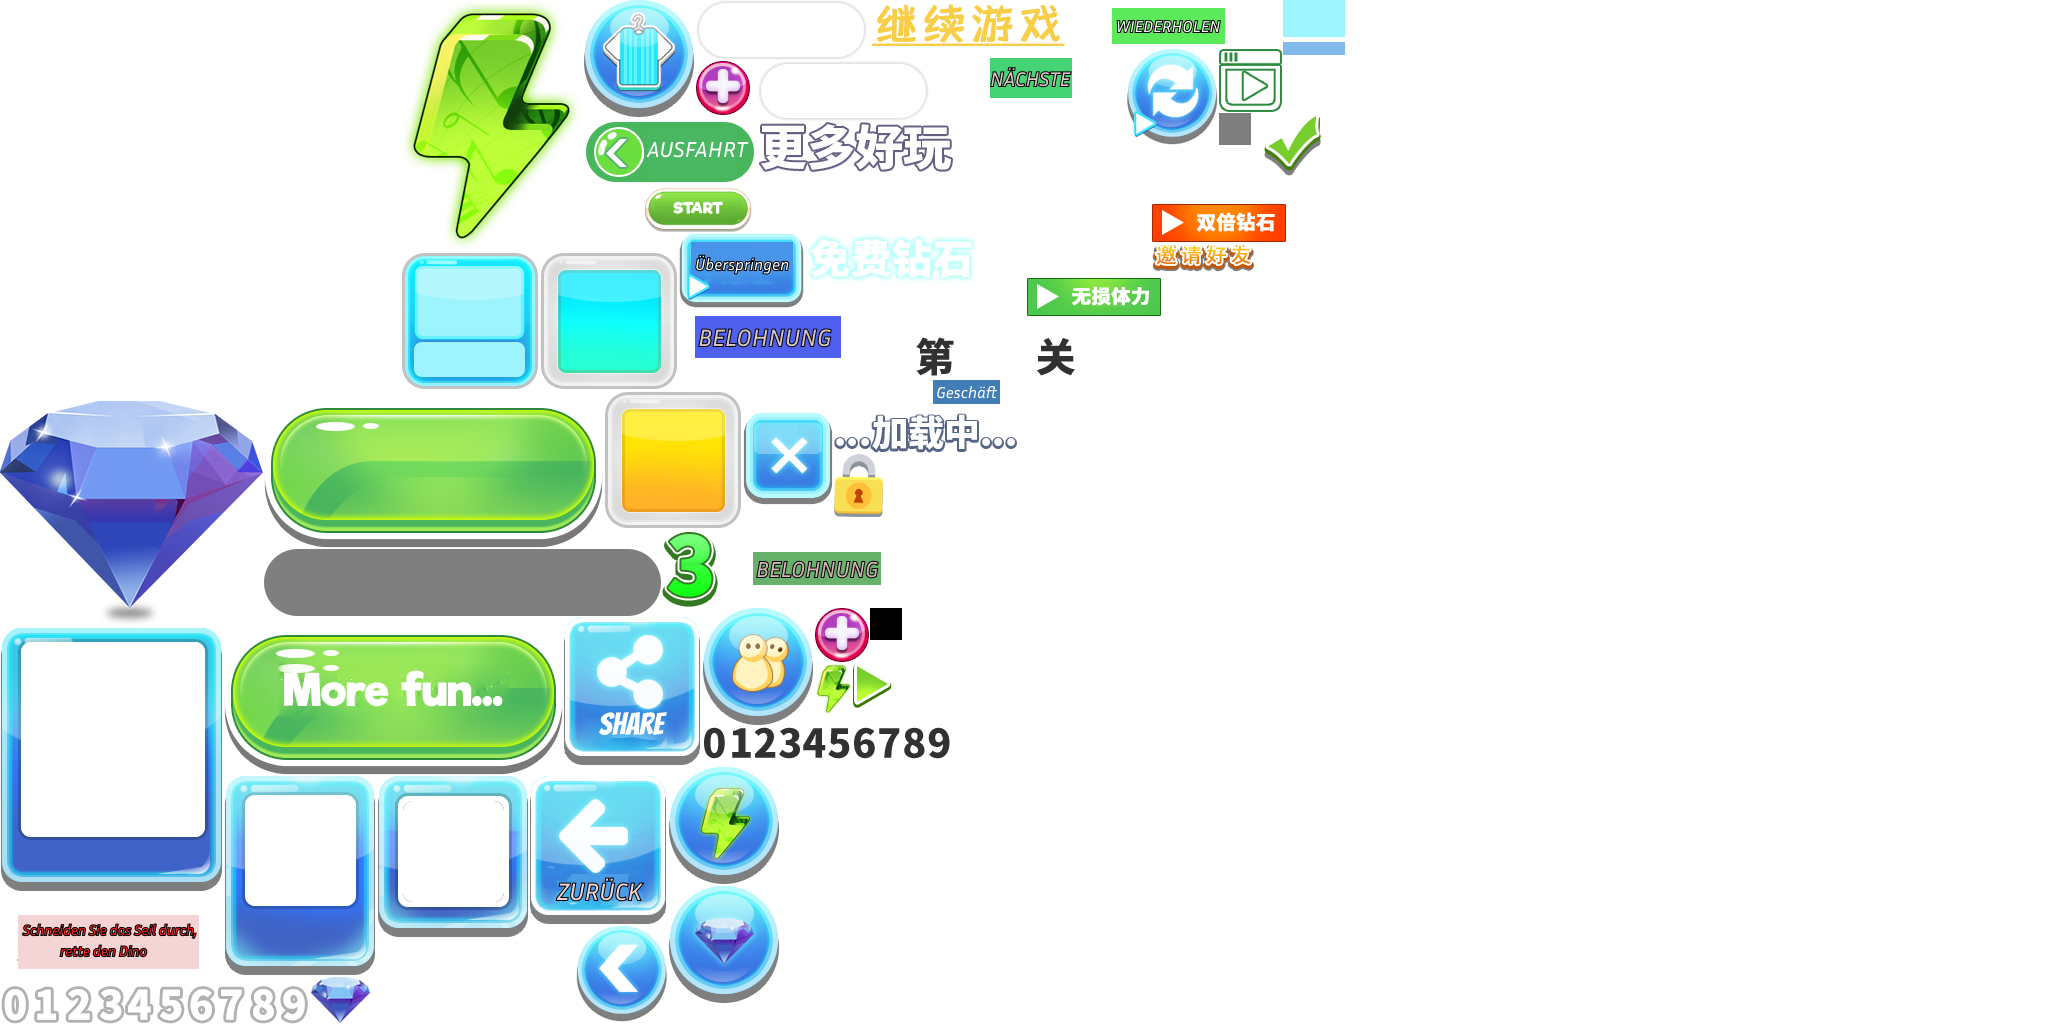 继续游戏
WIEDERHOLEN
NÄCHSTE
AUSFAHRT
更多好玩
START
双倍钻石
邀请好友
Überspringen
免费钻石
无损体力
BELOHNUNG
第 关
Geschäft
...加载中...
3
BELOHNUNG
More fun...
SHARE
0123456789
ZURÜCK
Schneiden Sie das Seil durch,
rette den Dino
0123456789